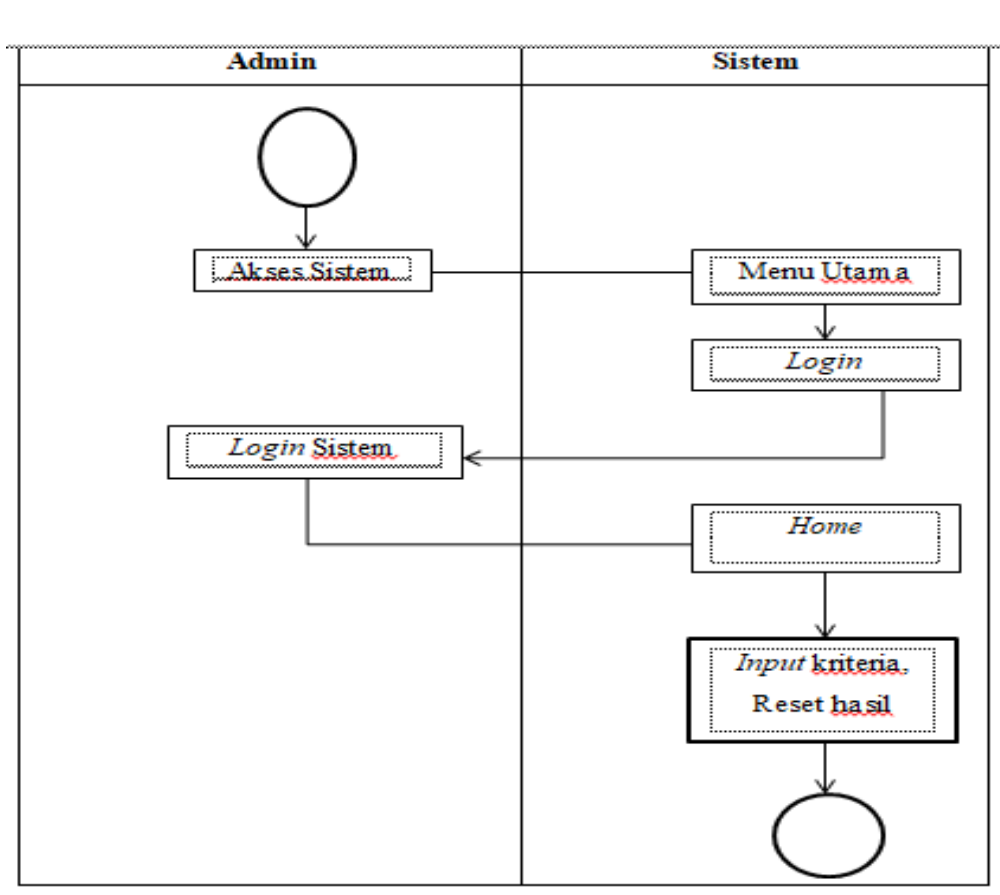 Admin
Sistem
Akses Sistem
Menu Utama
Login
Login Sistem
Home
Input kriteria,
Reset hasil